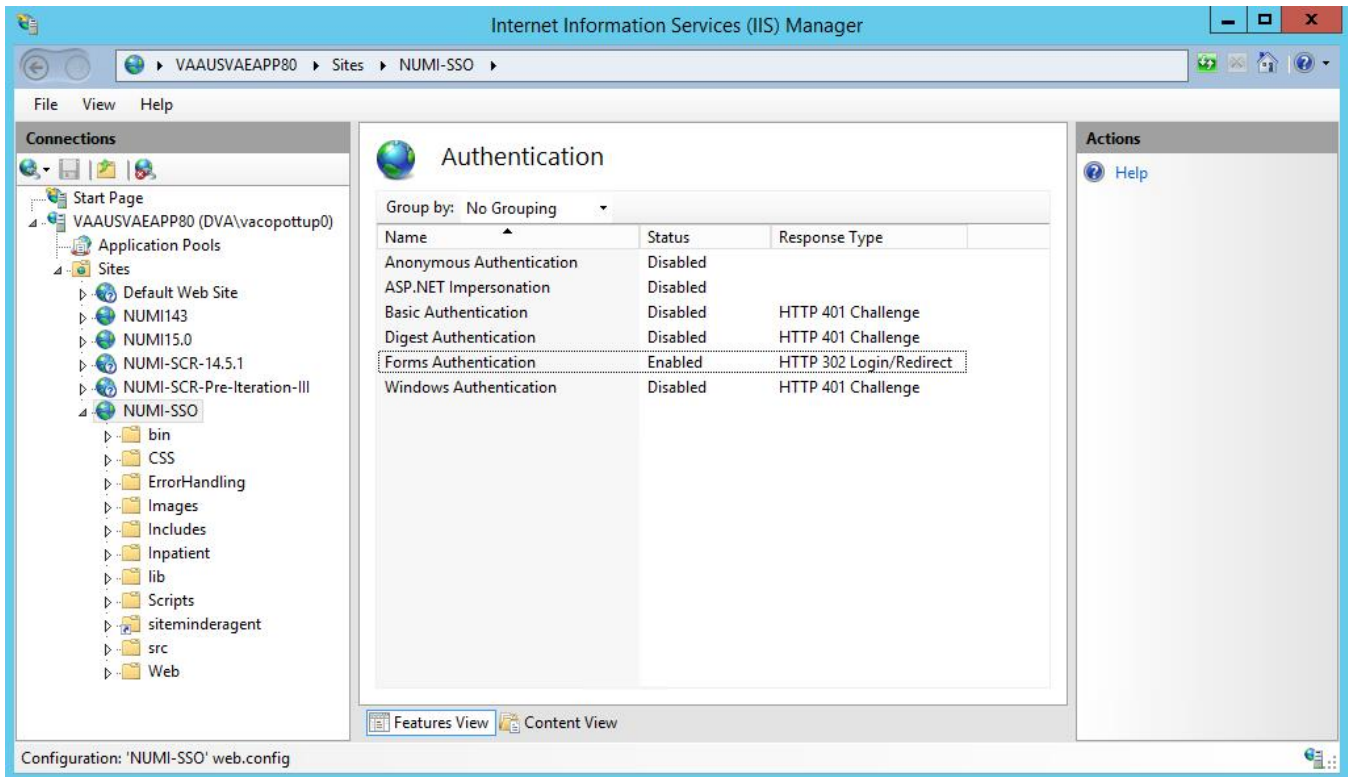 Internet Information Services (IIS) Manager
VAAUSVAEAPP80 Sites NUMI-SSO
File View Help
Connections
Start Page
VAAUSVAEAPP80 (DVA\vacopottup0)
Application Pools
Sites
Default Web Site
NUMI143
NUMI15.0
NUMI-SCR-14.5.1
NUMI-SCR-Pre-Iteration-III
NUMI-SSO
bin
CSS
ErrorHandling
Images
Includes
Inpatient
lib
Scripts
siteminderagent
src
Web
Authentication
Group by: No Grouping
Name Status Response Type
Anonymous Authentication Disabled
ASP.NET Impersonation Disabled
Basic Authentication Disabled HTTP 401 Challenge
Digest Authentication Disabled HTTP 401 Challenge
Forms Authentication Enabled HTTP 302 Login/Redirect
Windows Authentication Disabled HTTP 401 Challenge
Features View Content View
Actions
Help
Configuration: 'NUMI-SSO' web.config